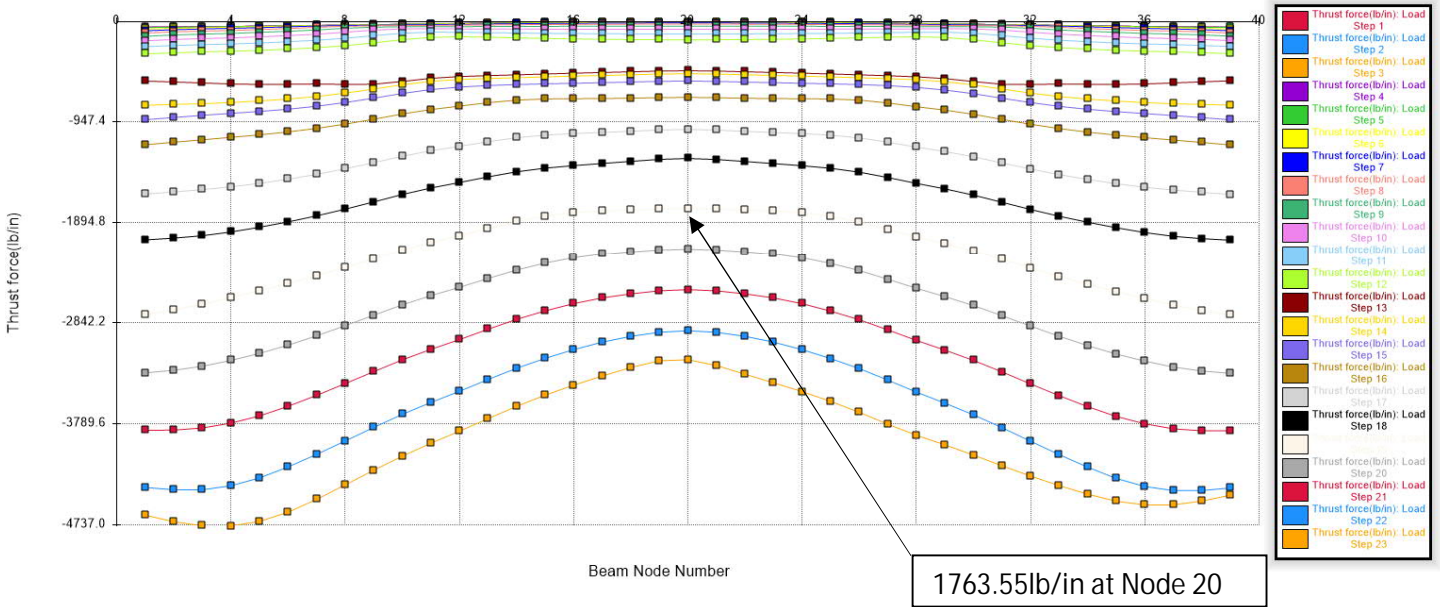 0
4
8
12
16
20
24
28
32
36
40
-947.4
-1894.8
-2842.2
-3789.6
-4737.0
Thrust force(lb/in)
Beam Node Number
1763.55lb/in at Node 20
Thrust force(lb/in): Load
Step 1
Thrust force(lb/in): Load
Step 2
Thrust force(lb/in): Load
Step 3
Thrust force(lb/in): Load
Step 4
Thrust force(lb/in): Load
Step 5
Thrust force(lb/in): Load
Step 6
Thrust force(lb/in): Load
Step 7
Thrust force(lb/in): Load
Step 8
Thrust force(lb/in): Load
Step 9
Thrust force(lb/in): Load
Step 10
Thrust force(lb/in): Load
Step 11
Thrust force(lb/in): Load
Step 12
Thrust force(lb/in): Load
Step 13
Thrust force(lb/in): Load
Step 14
Thrust force(lb/in): Load
Step 15
Thrust force(lb/in): Load
Step 16
Thrust force(lb/in): Load
Step 17
Thrust force(lb/in): Load
Step 18
Thrust force(lb/in): Load
Step 20
Thrust force(lb/in): Load
Step 21
Thrust force(lb/in): Load
Step 22
Thrust force(lb/in): Load
Step 23